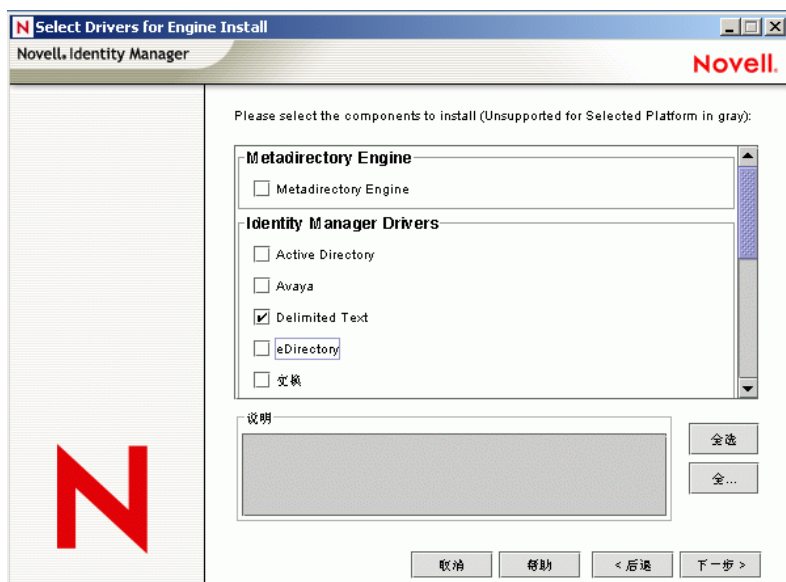 Select Drivers for Engine Install
Novell. Identity Manager
Novell.
Please select the components to install (Unsupported for Selected Platform in gray):
Metadirectory Engine
Metadirectory Engine
Identity Manager Drivers
Active Directory
Avaya
Delimited Text
eDirectory
变换
说明
全选
全...
取消
帮助
< 后退
下一步 >